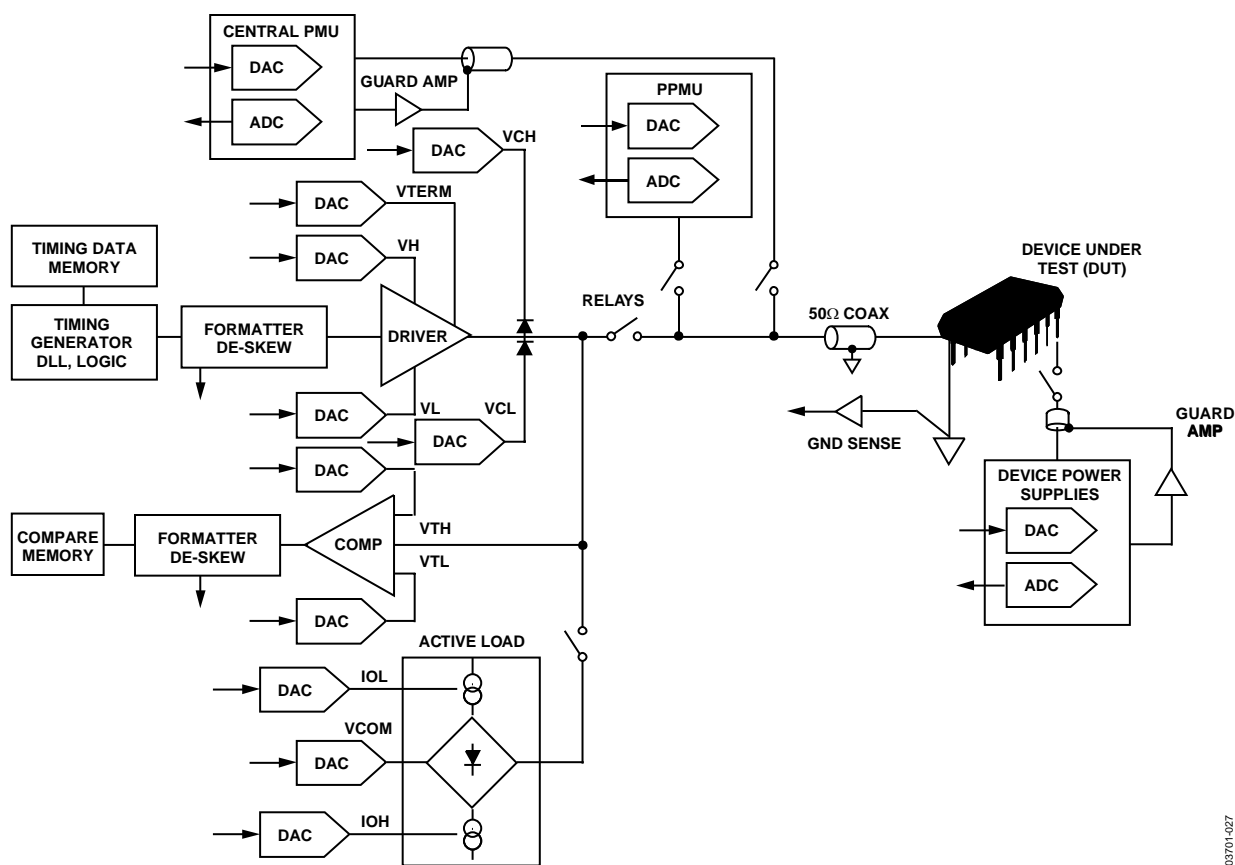 CENTRAL PMU
DAC
ADC
GUARD AMP
VCH
DAC
PPMU
DAC
ADC
DAC
VTERM
DAC
VH
TIMING DATA
MEMORY
TIMING
GENERATOR
DLL, LOGIC
FORMATTER
DE-SKEW
DRIVER
RELAYS
50Ω COAX
DEVICE UNDER
TEST (DUT)
DAC
VL
VCL
DAC
DAC
GND SENSE
GUARD
AMP
DEVICE POWER
SUPPLIES
DAC
ADC
COMPARE
MEMORY
FORMATTER
DE-SKEW
COMP
VTH
VTL
DAC
ACTIVE LOAD
DAC
IOL
VCOM
DAC
DAC
IOH
03701-027